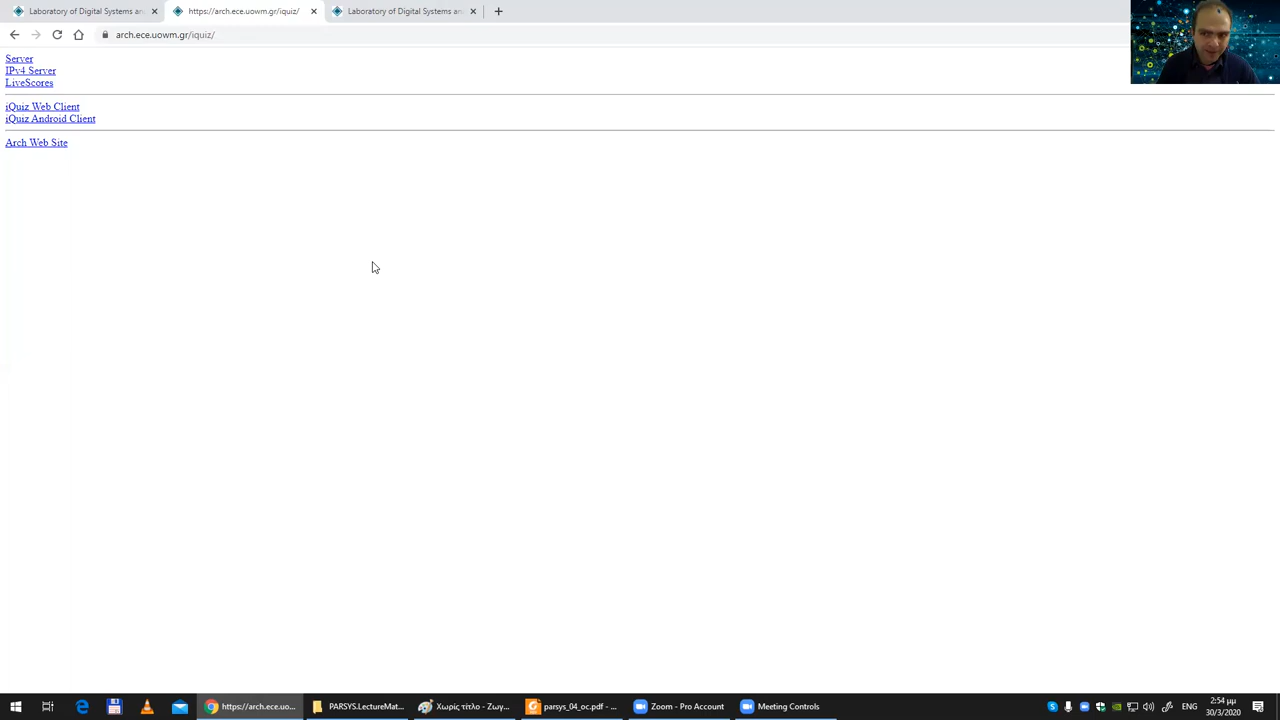 Laboratory of Digital Systems an
https://arch.ece.uowm.gr/iquiz/
Laboratory of Digital Systems an
arch.ece.uowm.gr/iquiz/
Server
IPv4 Server
LiveScores
iQuiz Web Client
iQuiz Android Client
Arch Web Site
https://arch.ece.uo...
PARSYS.LectureMat...
Χωρίς τίτλο - Ζωγ...
parsys_04_oc.pdf - ...
Zoom - Pro Account
Meeting Controls
ENG
2:54 μμ
30/3/2020